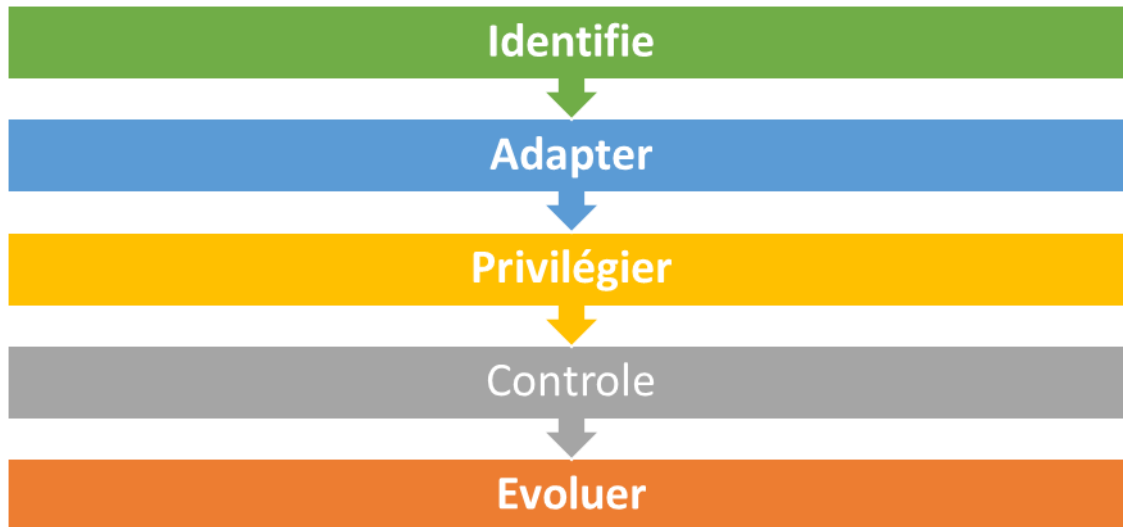 Identifie
Adapter
Privilégier
Controle
Evoluer